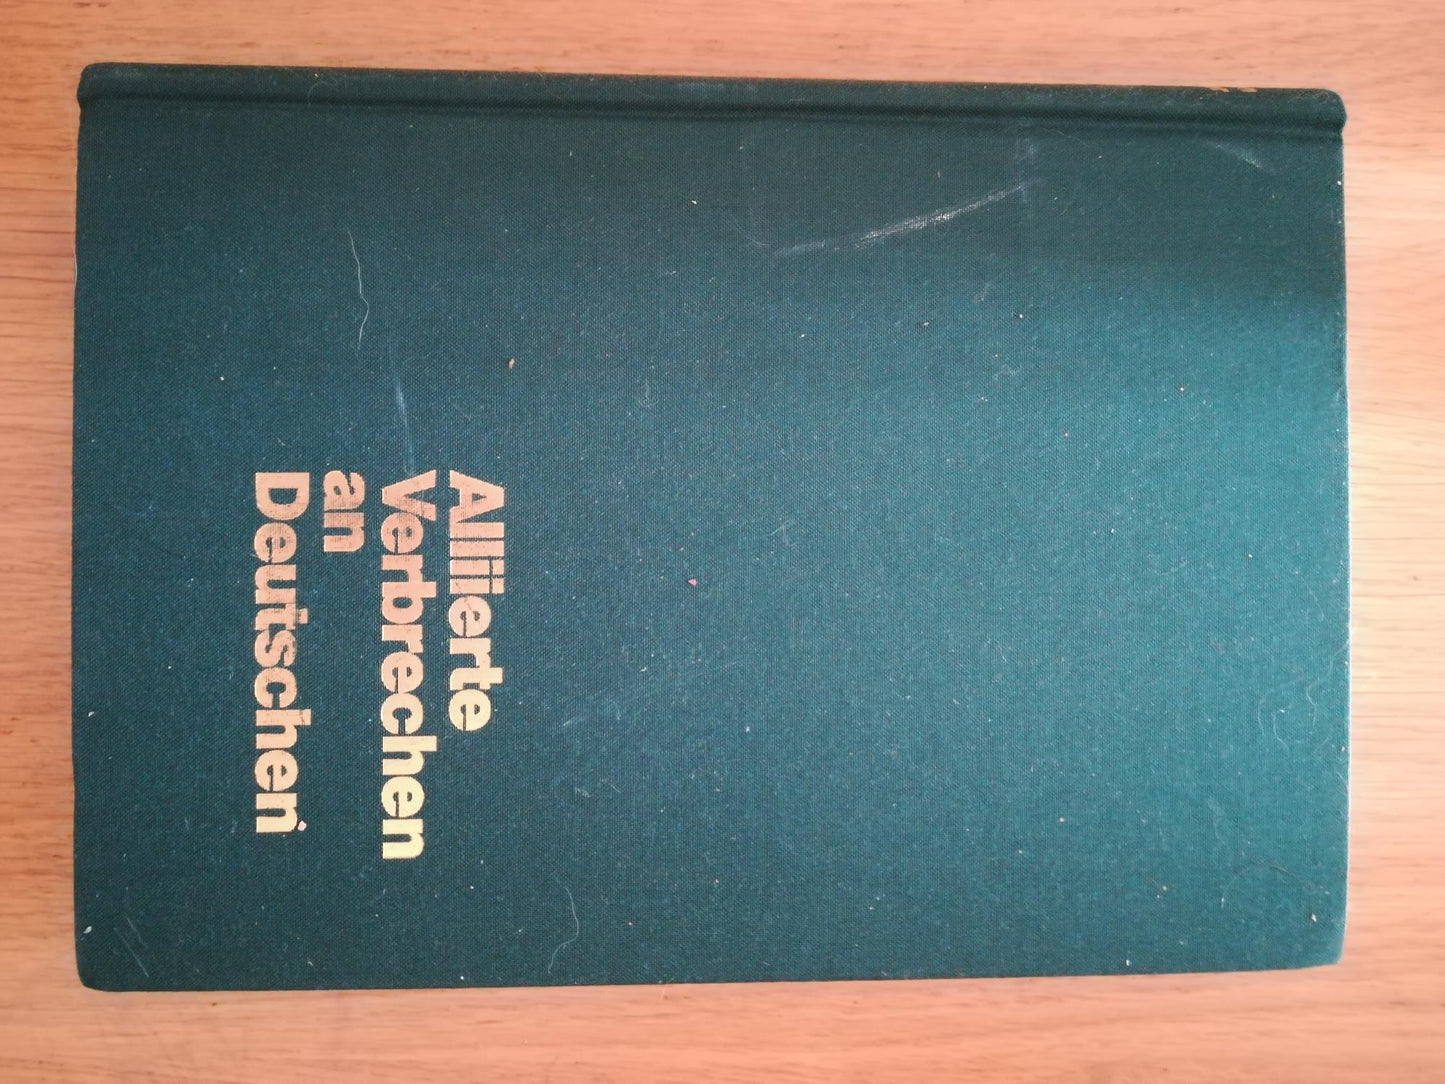 Alliierte
Verbrechen
an
Deutschen